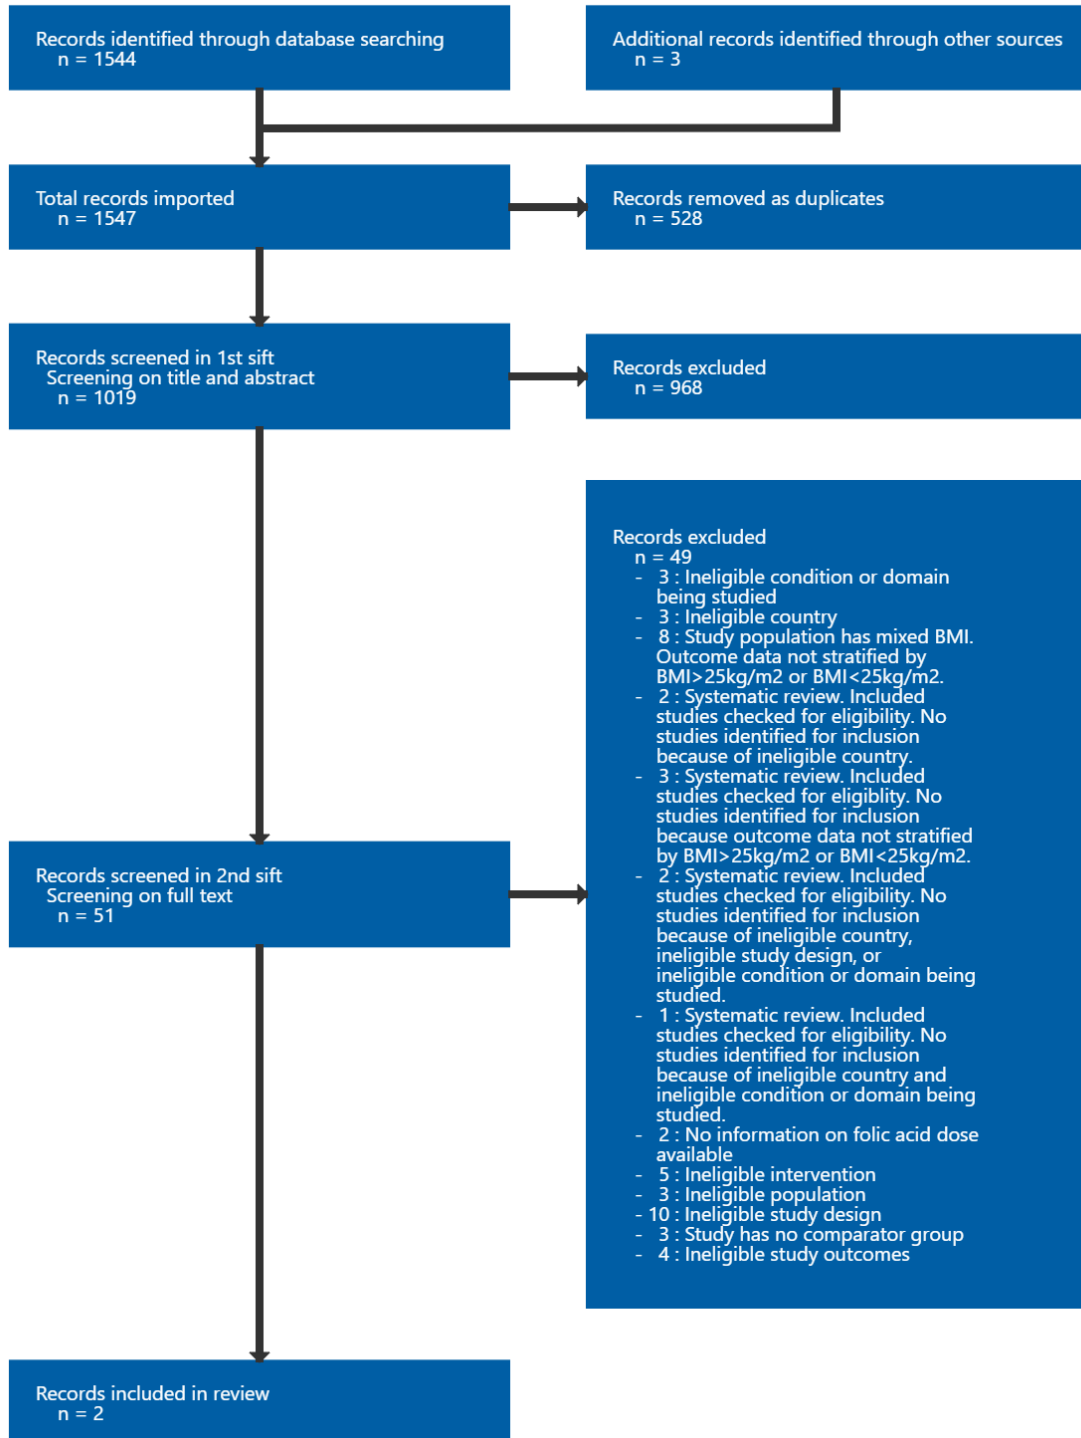 Records identified through database searching
n = 1544
Additional records identified through other sources
n = 3
Total records imported
n = 1547
Records removed as duplicates
n = 528
Records screened in 1st sift
Screening on title and abstract
n = 1019
Records excluded
n = 968
Records screened in 2nd sift
Screening on full text
n = 51
Records excluded
n = 49
- 3 : Ineligible condition or domain
being studied
- 3 : Ineligible country
- 8 : Study population has mixed BMI.
Outcome data not stratified by
BMI>25kg/m2 or BMI<25kg/m2.
- 2 : Systematic review. Included
studies checked for eligibility. No
studies identified for inclusion
because of ineligible country.
- 3 : Systematic review. Included
studies checked for eligiblity. No
studies identified for inclusion
because outcome data not stratified
by BMI>25kg/m2 or BMI<25kg/m2.
- 2 : Systematic review. Included
studies checked for eligibility. No
studies identified for inclusion
because of ineligible country,
ineligible study design, or
ineligible condition or domain being
studied.
- 1 : Systematic review. Included
studies checked for eligibility. No
studies identified for inclusion
because of ineligible country and
ineligible condition or domain being
studied.
- 2 : No information on folic acid dose
available
- 5 : Ineligible intervention
- 3 : Ineligible population
- 10 : Ineligible study design
- 3 : Study has no comparator group
- 4 : Ineligible study outcomes
Records included in review
n = 2